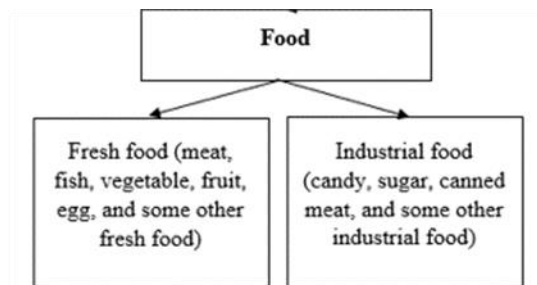 Food
Fresh food (meat,
fish, vegetable, fruit,
egg, and some other
fresh food)
Industrial food
(candy, sugar, canned
meat, and some other
industrial food)